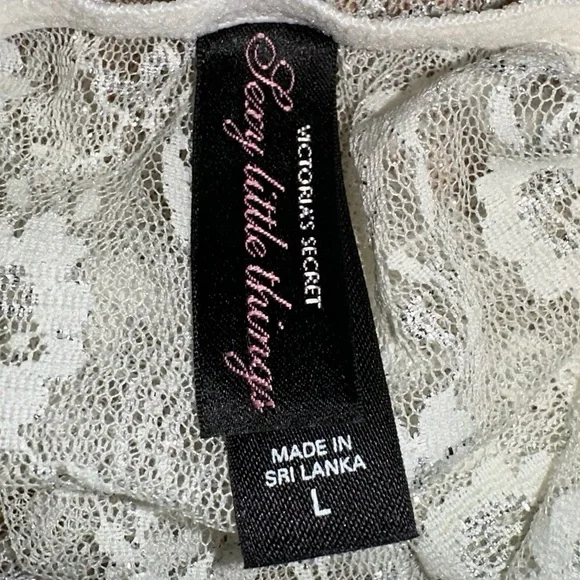 VICTORIA'S SECRET
Sexy little things
MADE IN
SRI LANKA
L